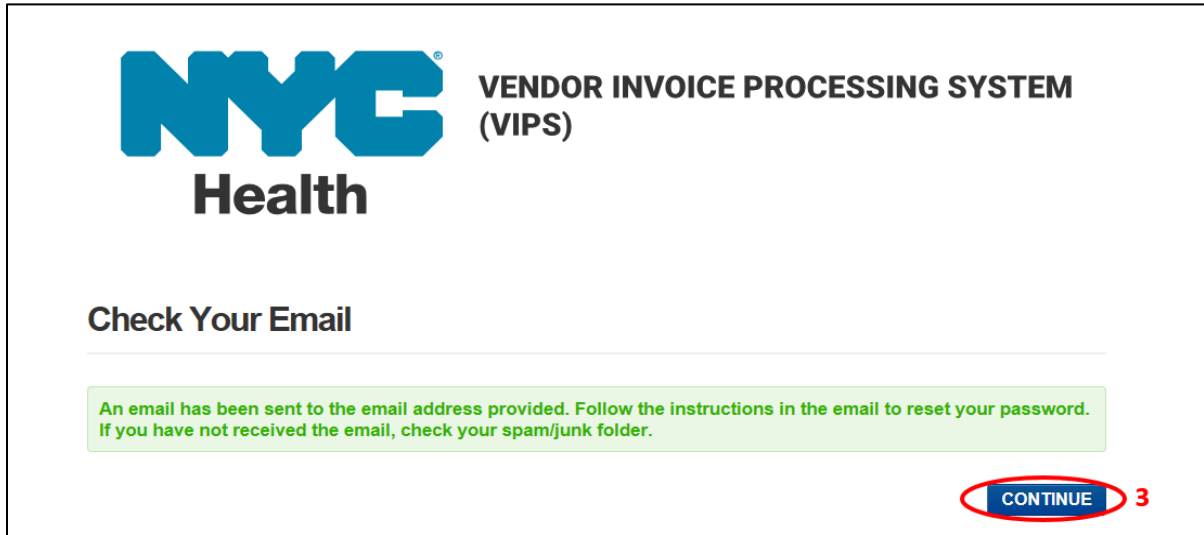 NYC®
Health
VENDOR INVOICE PROCESSING SYSTEM
(VIPS)
Check Your Email
An email has been sent to the email address provided. Follow the instructions in the email to reset your password.
If you have not received the email, check your spam/junk folder.
CONTINUE 3